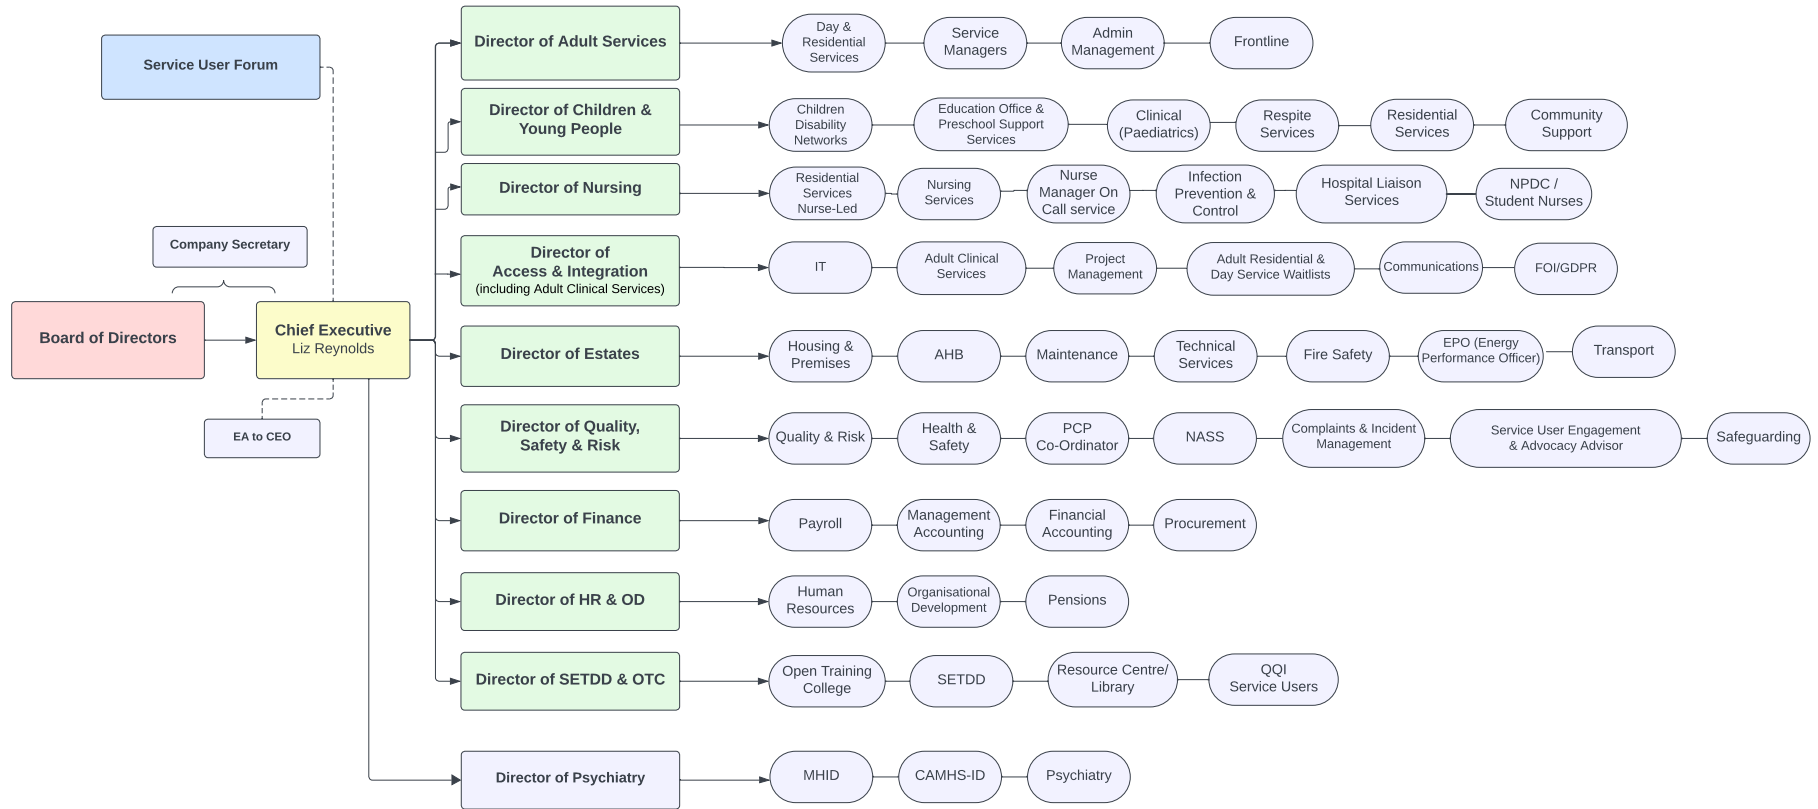 Service User Forum
Company Secretary
Board of Directors
Chief Executive
Liz Reynolds
EA to CEO
Director of Adult Services
Day &
Residential
Services
Service
Managers
Admin
Management
Frontline
Director of Children &
Young People
Children
Disability
Networks
Education Office &
Preschool Support
Services
Clinical
(Paediatrics)
Respite
Services
Residential
Services
Community
Support
Director of Nursing
Residential
Services
Nurse-Led
Nursing
Services
Nurse
Manager On
Call service
Infection
Prevention &
Control
Hospital Liaison
Services
NPDC /
Student Nurses
Director of
Access & Integration
(including Adult Clinical Services)
IT
Adult Clinical
Services
Project
Management
Adult Residential &
Day Service Waitlists
Communications
FOI/GDPR
Director of Estates
Housing &
Premises
AHB
Maintenance
Technical
Services
Fire Safety
EPO (Energy
Performance Officer)
Transport
Director of Quality,
Safety & Risk
Quality & Risk
Health &
Safety
PCP
Co-Ordinator
NASS
Complaints & Incident
Management
Service User Engagement
& Advocacy Advisor
Safeguarding
Director of Finance
Payroll
Management
Accounting
Financial
Accounting
Procurement
Director of HR & OD
Human
Resources
Organisational
Development
Pensions
Director of SETDD & OTC
Open Training
College
SETDD
Resource Centre/
Library
QQI
Service Users
Director of Psychiatry
MHID
CAMHS-ID
Psychiatry